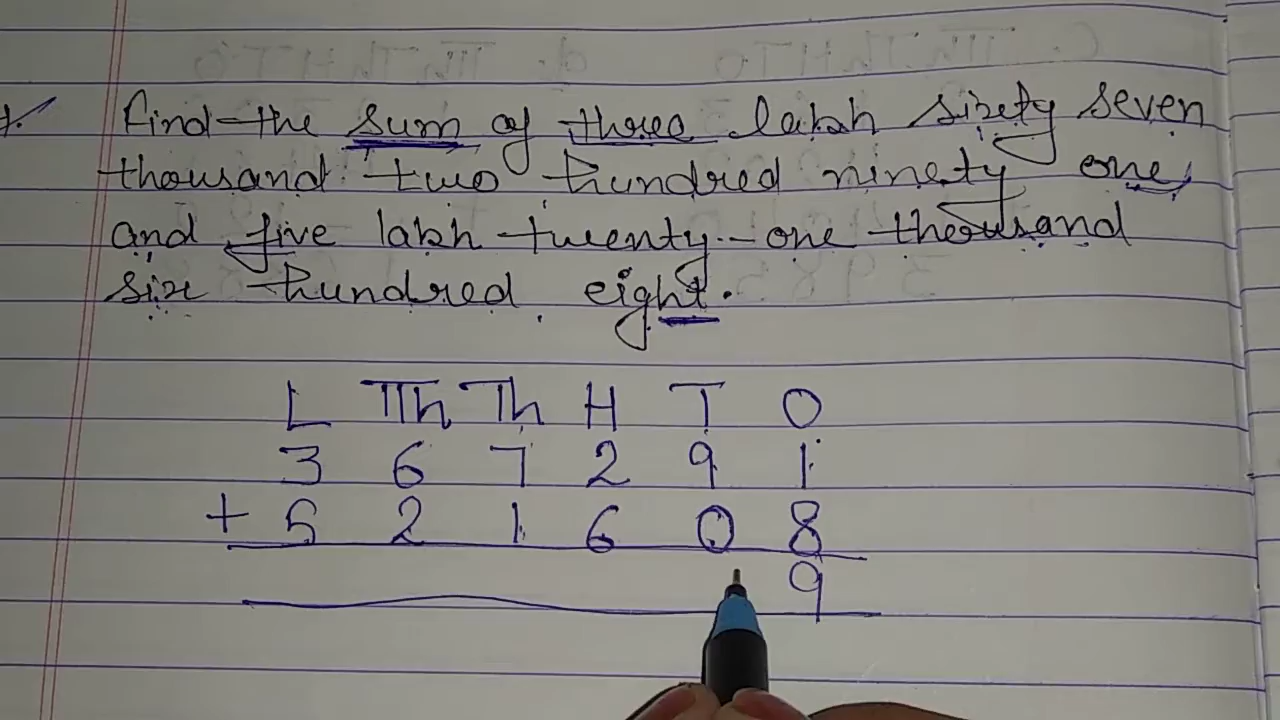 7. Find the sum of three lakh sixty seven
thousand two hundred ninety one,
and five lakh twenty-one thousand
six hundred eight.
L TTh Th H T O
3 6 7 2 9 1
+ 5 2 1 6 0 8
9